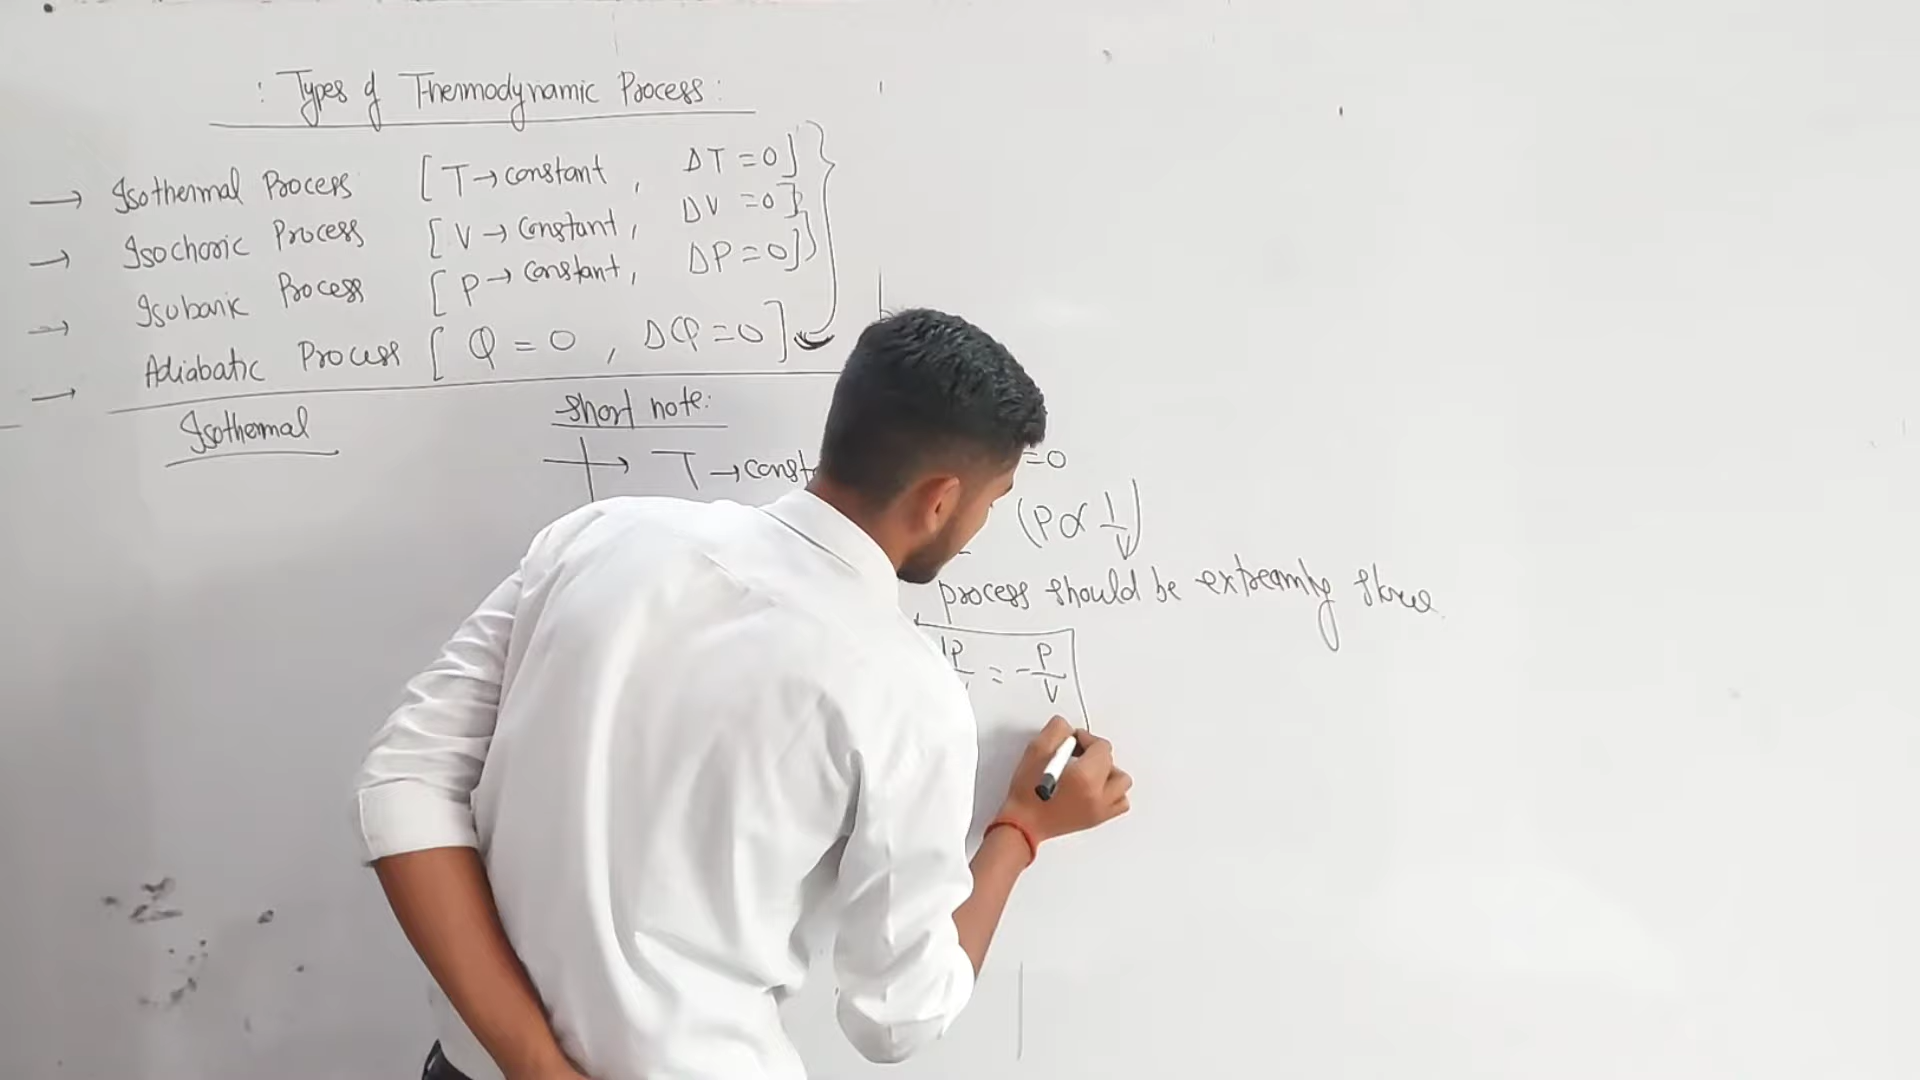 : Types of Thermodynamic Process :
→ Isothermal Process [ T → constant , ΔT = 0 ]
→ Isochoric Process [ V → constant , ΔV = 0 ]
→ Isobaric Process [ P → constant , ΔP = 0 ]
→ Adiabatic Process [ Q = 0 , ΔQ = 0 ]
Isothermal
Short note:
→ T → const =0
(P ∝ 1/V)
process should be extreamly
P = - P/V